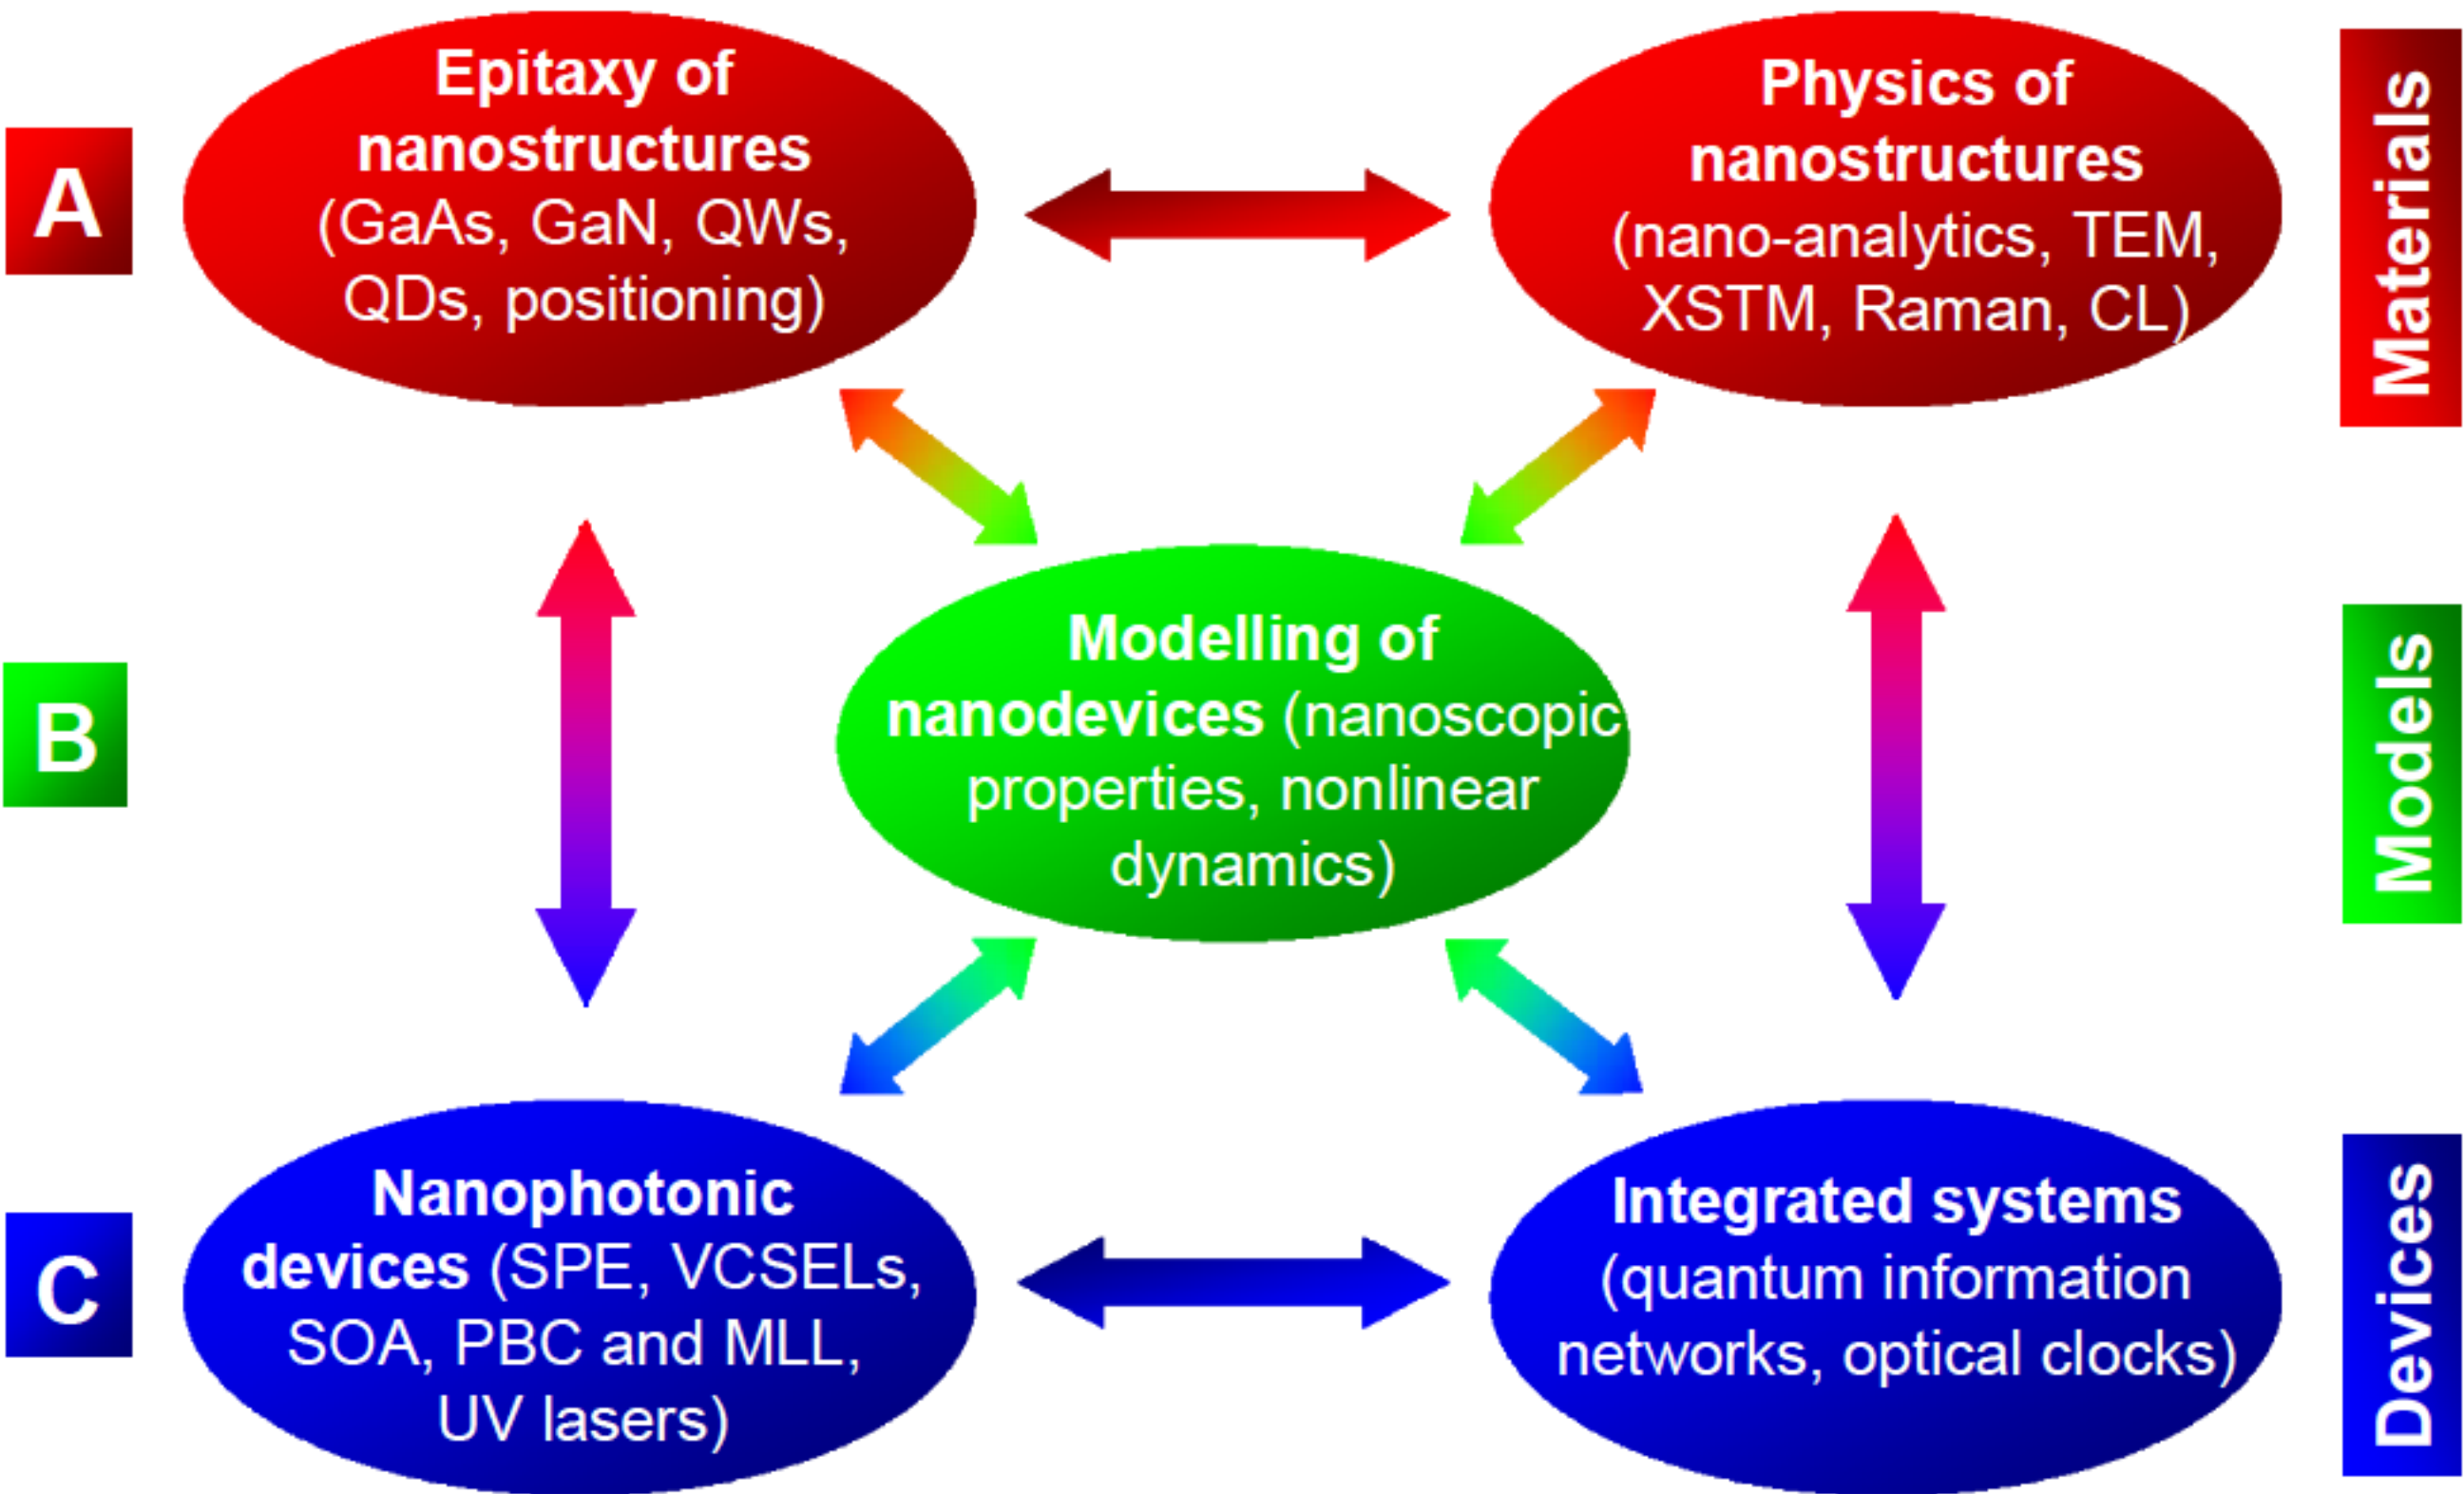 A
Epitaxy of
nanostructures
(GaAs, GaN, QWs,
QDs, positioning)
Physics of
nanostructures
(nano-analytics, TEM,
XSTM, Raman, CL)
Materials
B
Modelling of
nanodevices (nanoscopic
properties, nonlinear
dynamics)
Models
C
Nanophotonic
devices (SPE, VCSELs,
SOA, PBC and MLL,
UV lasers)
Integrated systems
(quantum information
networks, optical clocks)
Devices